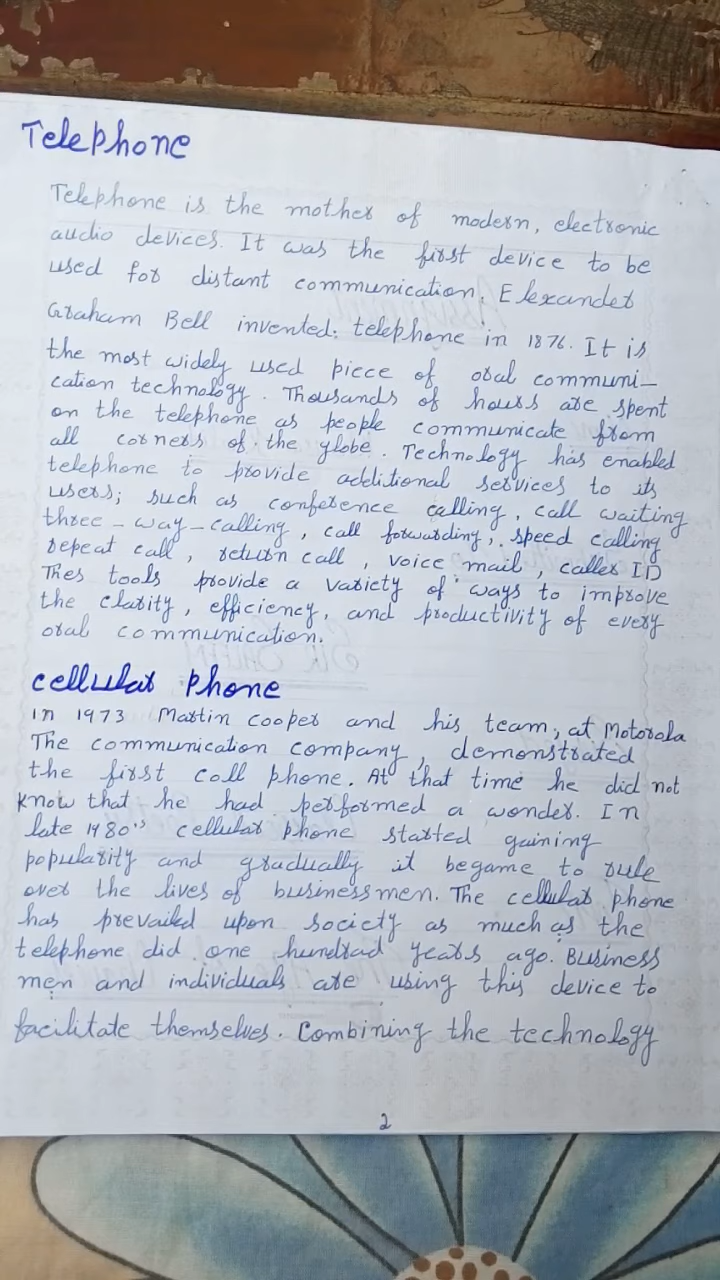 Telephone
Telephone is the mother of modern, electronic
audio devices. It was the first device to be
used for distant communication. Elexander
Graham Bell invented; telephone in 1876. It is
the most widely used piece of oral communi-
cation technology. Thousands of hours are spent
on the telephone as people communicate from
all corners of the globe. Technology has enabled
telephone to provide additional services to its
users; such as conference calling, call waiting
three-way-calling, call forwarding, speed calling
repeat call, return call, voice mail, caller ID
Thes tools provide a variety of ways to improve
the clarity, efficiency, and productivity of every
oral communication.
Cellular Phone
In 1973 Martin Cooper and his team, at Motorala
The communication company, demonstrated
the first coll phone. At that time he did not
know that he had performed a wonder. In
late 1980's cellular phone started gaining
popularity and gradually it begame to rule
over the lives of businessmen. The cellular phone
has prevailed upon society as much as the
telephone did one hundrad years ago. Business
men and individuals are using this device to
facilitate themselves. Combining the technology
2